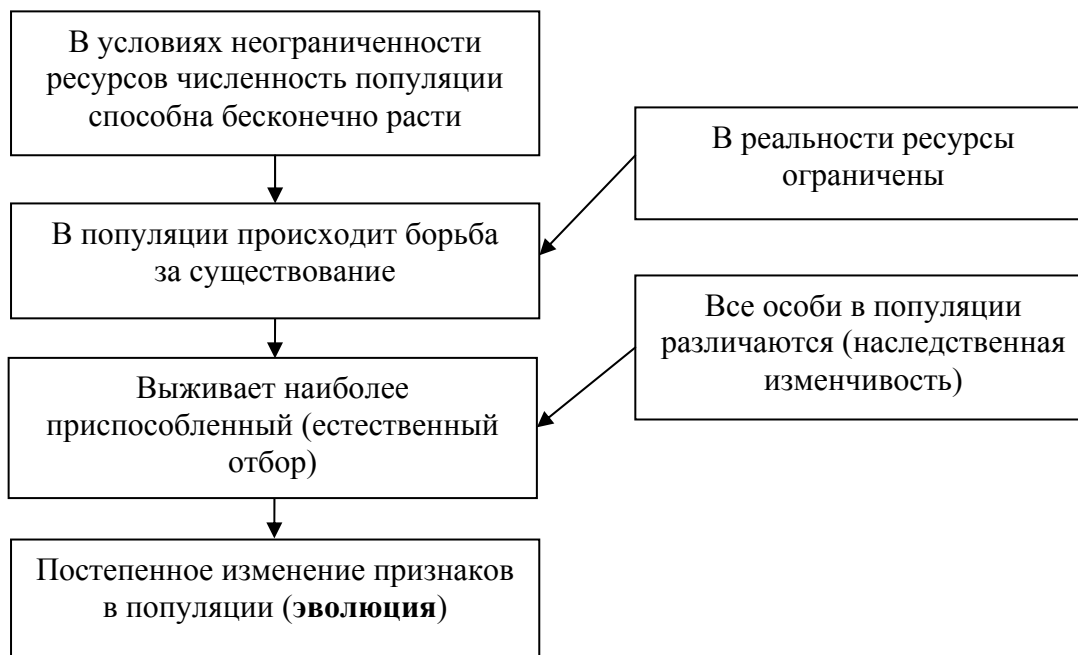 В условиях неограниченности
ресурсов численность популяции
способна бесконечно расти
В реальности ресурсы
ограничены
В популяции происходит борьба
за существование
Все особи в популяции
различаются (наследственная
изменчивость)
Выживает наиболее
приспособленный (естественный
отбор)
Постепенное изменение признаков
в популяции (эволюция)